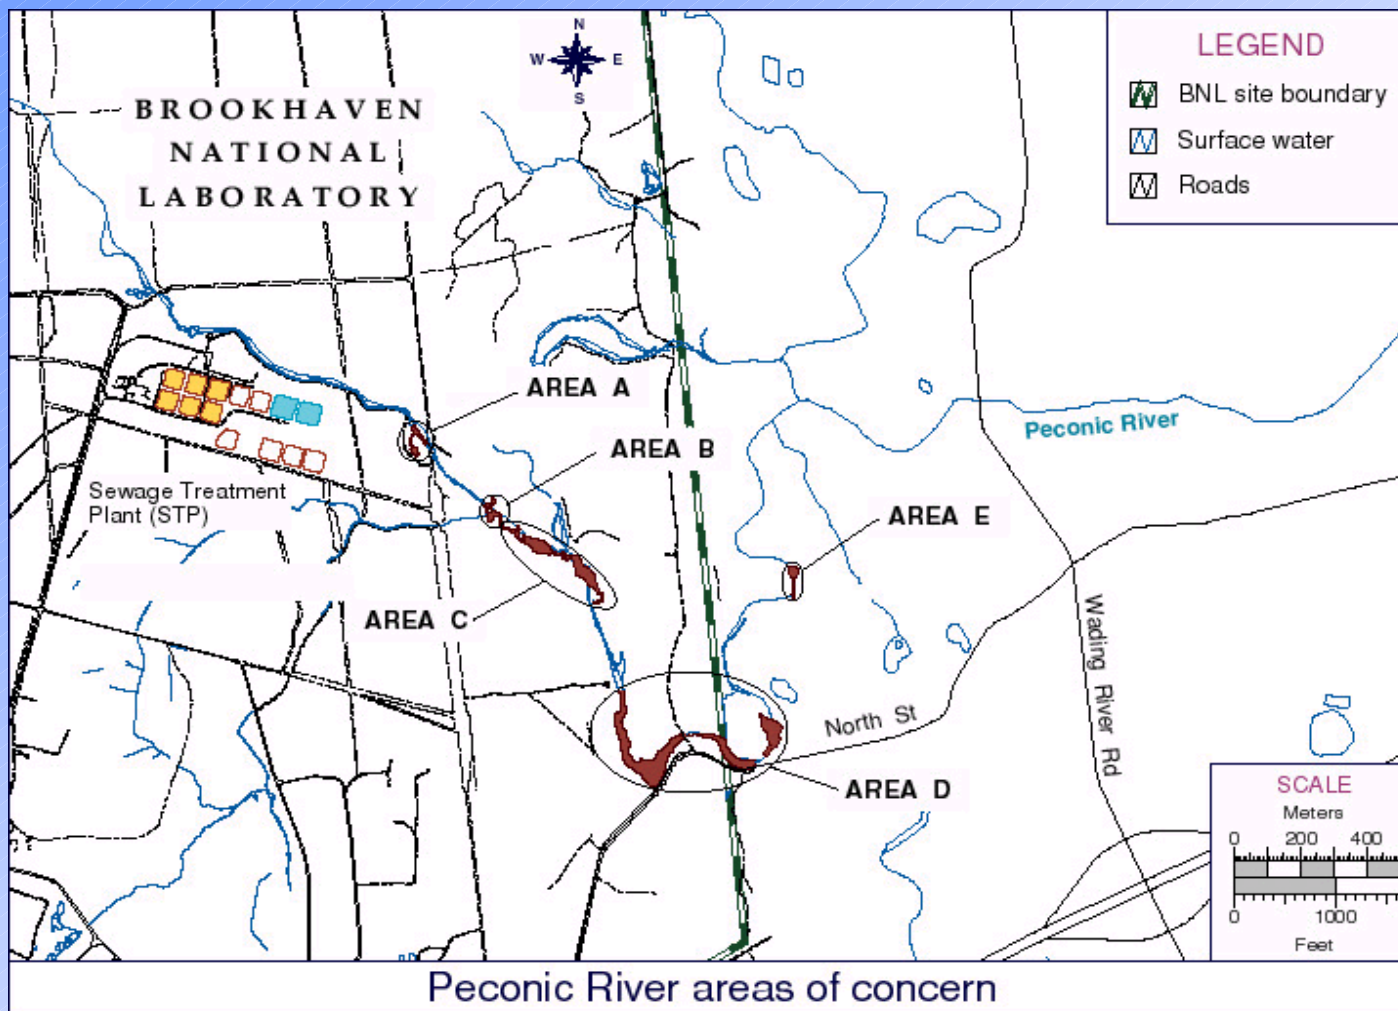 N
W E
S
BROOKHAVEN
NATIONAL
LABORATORY
LEGEND
BNL site boundary
Surface water
Roads
AREA A
AREA B
Peconic River
Sewage Treatment
Plant (STP)
AREA E
AREA C
Wading River Rd
North St
AREA D
SCALE
Meters
0 200 400
0 1000
Feet
Peconic River areas of concern